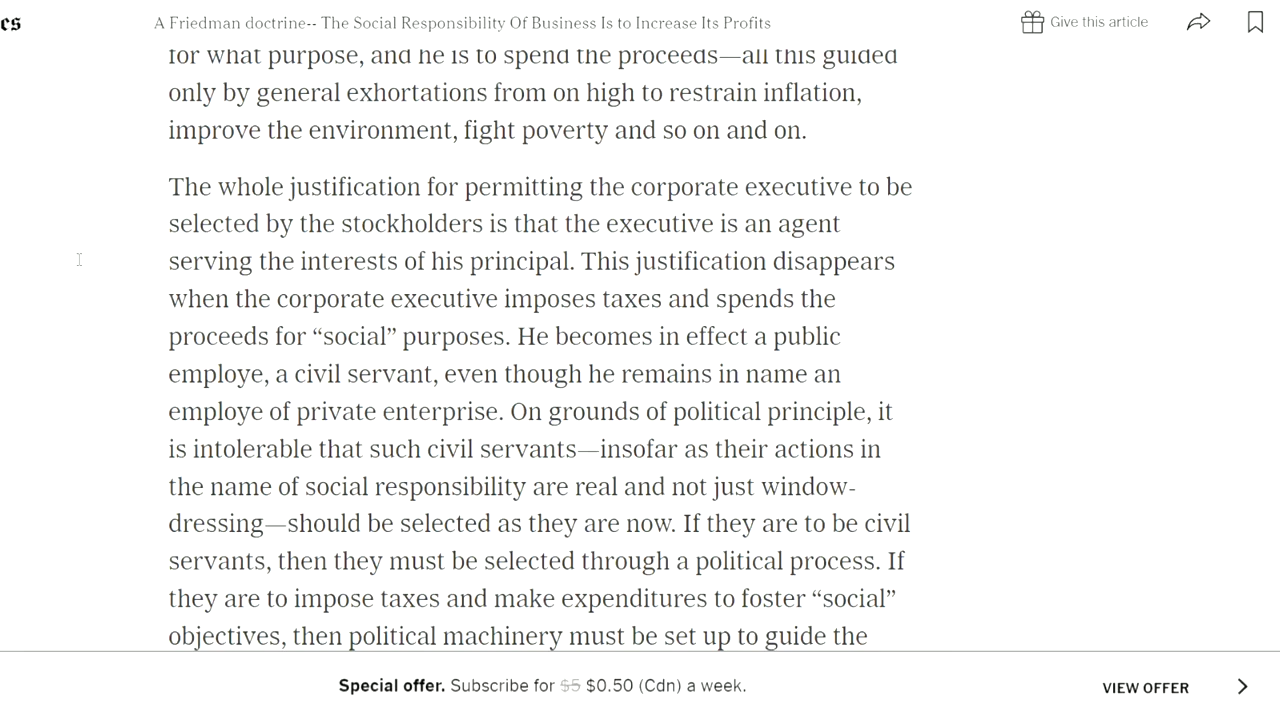 cs
A Friedman doctrine-- The Social Responsibility Of Business Is to Increase Its Profits
Give this article
for what purpose, and he is to spend the proceeds—all this guided
only by general exhortations from on high to restrain inflation,
improve the environment, fight poverty and so on and on.
The whole justification for permitting the corporate executive to be
selected by the stockholders is that the executive is an agent
serving the interests of his principal. This justification disappears
when the corporate executive imposes taxes and spends the
proceeds for “social” purposes. He becomes in effect a public
employe, a civil servant, even though he remains in name an
employe of private enterprise. On grounds of political principle, it
is intolerable that such civil servants—insofar as their actions in
the name of social responsibility are real and not just window-
dressing—should be selected as they are now. If they are to be civil
servants, then they must be selected through a political process. If
they are to impose taxes and make expenditures to foster “social”
objectives, then political machinery must be set up to guide the
Special offer. Subscribe for $5 $0.50 (Cdn) a week.
VIEW OFFER